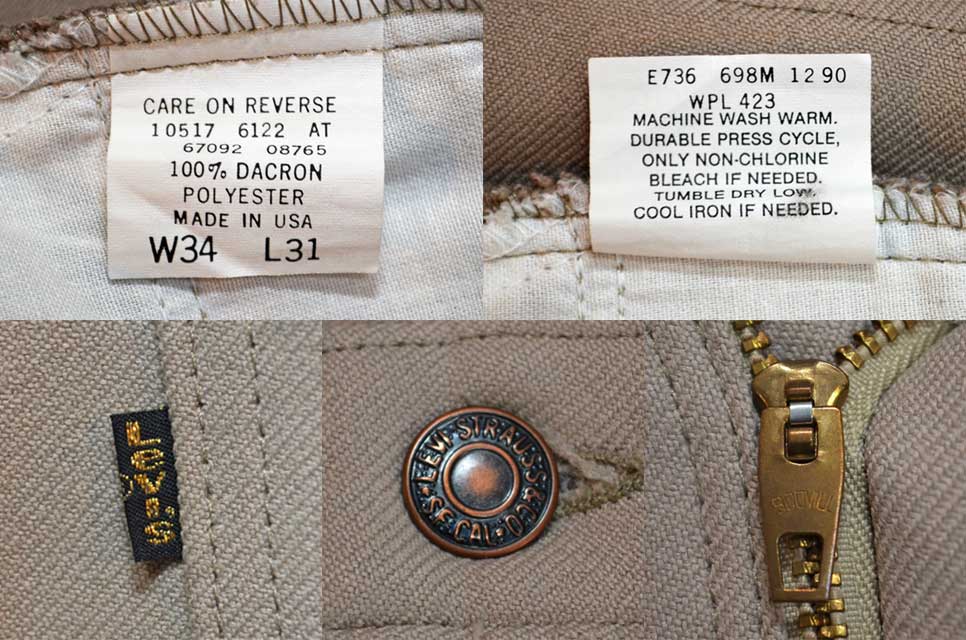 CARE ON REVERSE
10517 6122 AT
67092 08765
100% DACRON
POLYESTER
MADE IN USA
W34 L31
E736 698M 12 90
WPL 423
MACHINE WASH WARM.
DURABLE PRESS CYCLE,
ONLY NON-CHLORINE
BLEACH IF NEEDED.
TUMBLE DRY LOW.
COOL IRON IF NEEDED.
LEVI'S
LEVI STRAUSS & CO.
S.F. CAL.
SCOVILL